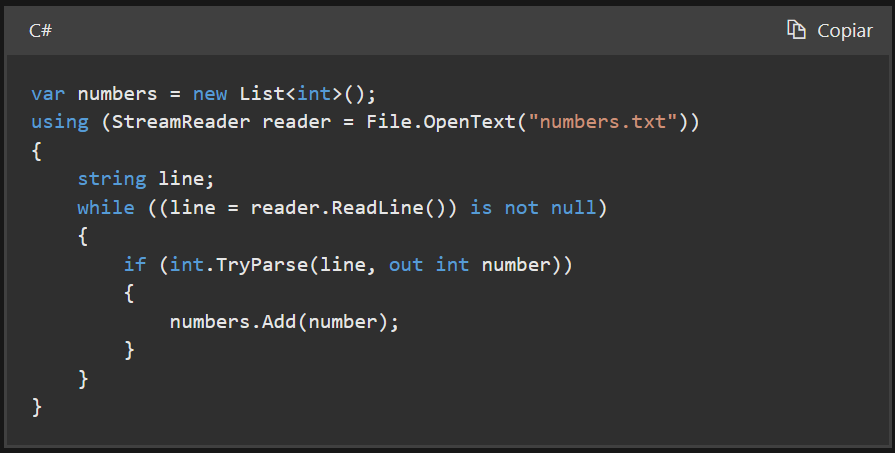 C#
Copiar
var numbers = new List<int>();
using (StreamReader reader = File.OpenText("numbers.txt"))
{
    string line;
    while ((line = reader.ReadLine()) is not null)
    {
        if (int.TryParse(line, out int number))
        {
            numbers.Add(number);
        }
    }
}